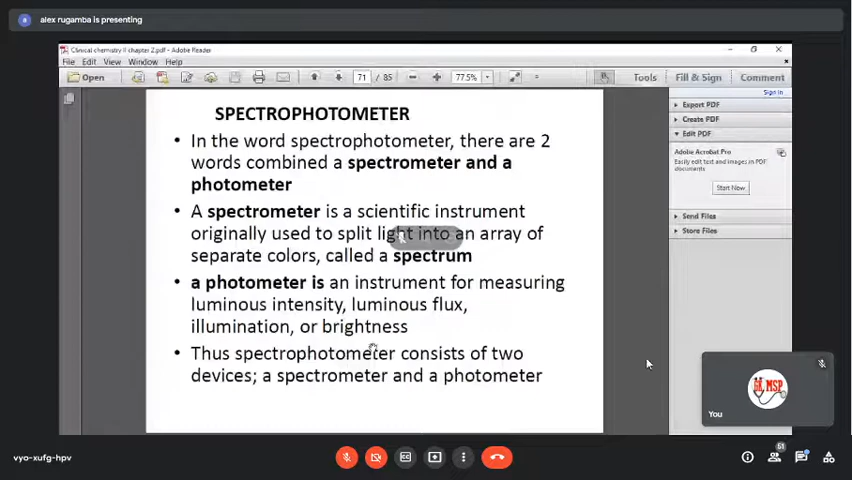 alex rugamba is presenting
Clinical chemistry II chapter 2.pdf - Adobe Reader
File Edit View Window Help
Open
71 / 85
77.5%
Tools
Fill & Sign
Comment
Sign In
SPECTROPHOTOMETER
• In the word spectrophotometer, there are 2
words combined a spectrometer and a
photometer
• A spectrometer is a scientific instrument
originally used to split light into an array of
separate colors, called a spectrum
• a photometer is an instrument for measuring
luminous intensity, luminous flux,
illumination, or brightness
• Thus spectrophotometer consists of two
devices; a spectrometer and a photometer
Export PDF
Create PDF
Edit PDF
Adobe Acrobat Pro
Easily edit text and images in PDF
documents
Start Now
Send Files
Store Files
MSP
You
vyo-xufg-hpv